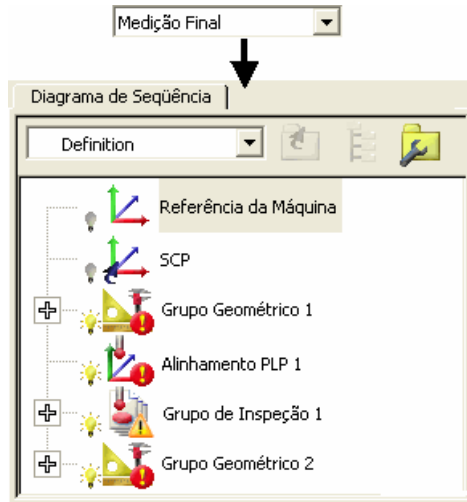 Medição Final
Diagrama de Seqüência
Definition
Referência da Máquina
SCP
Grupo Geométrico 1
Alinhamento PLP 1
Grupo de Inspeção 1
Grupo Geométrico 2